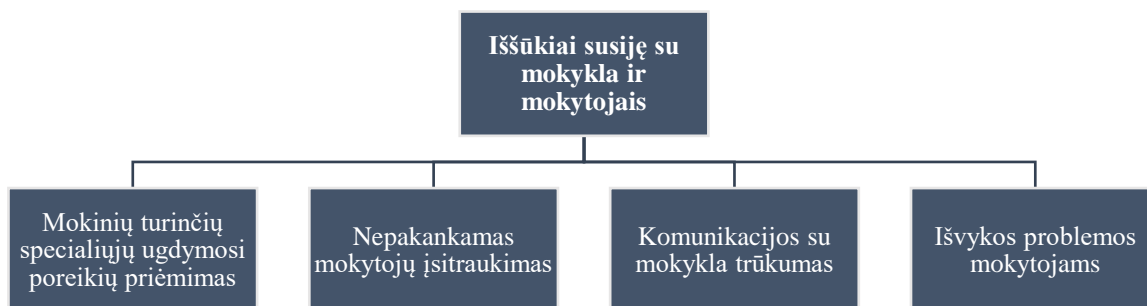 Iššūkiai susiję su
mokykla ir
mokytojais
Mokinių turinčių
specialiųjų ugdymosi
poreikių priėmimas
Nepakankamas
mokytojų įsitraukimas
Komunikacijos su
mokykla trūkumas
Išvykos problemos
mokytojams